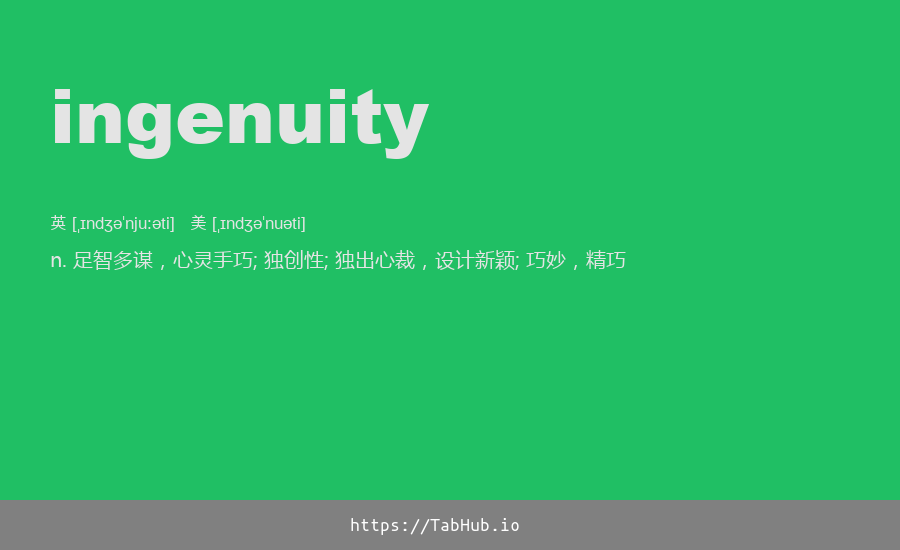 ingenuity
英 [ˌɪndʒəˈnjuːəti] 美 [ˌɪndʒəˈnuəti]
n. 足智多谋，心灵手巧; 独创性; 独出心裁，设计新颖; 巧妙，精巧
https://TabHub.io